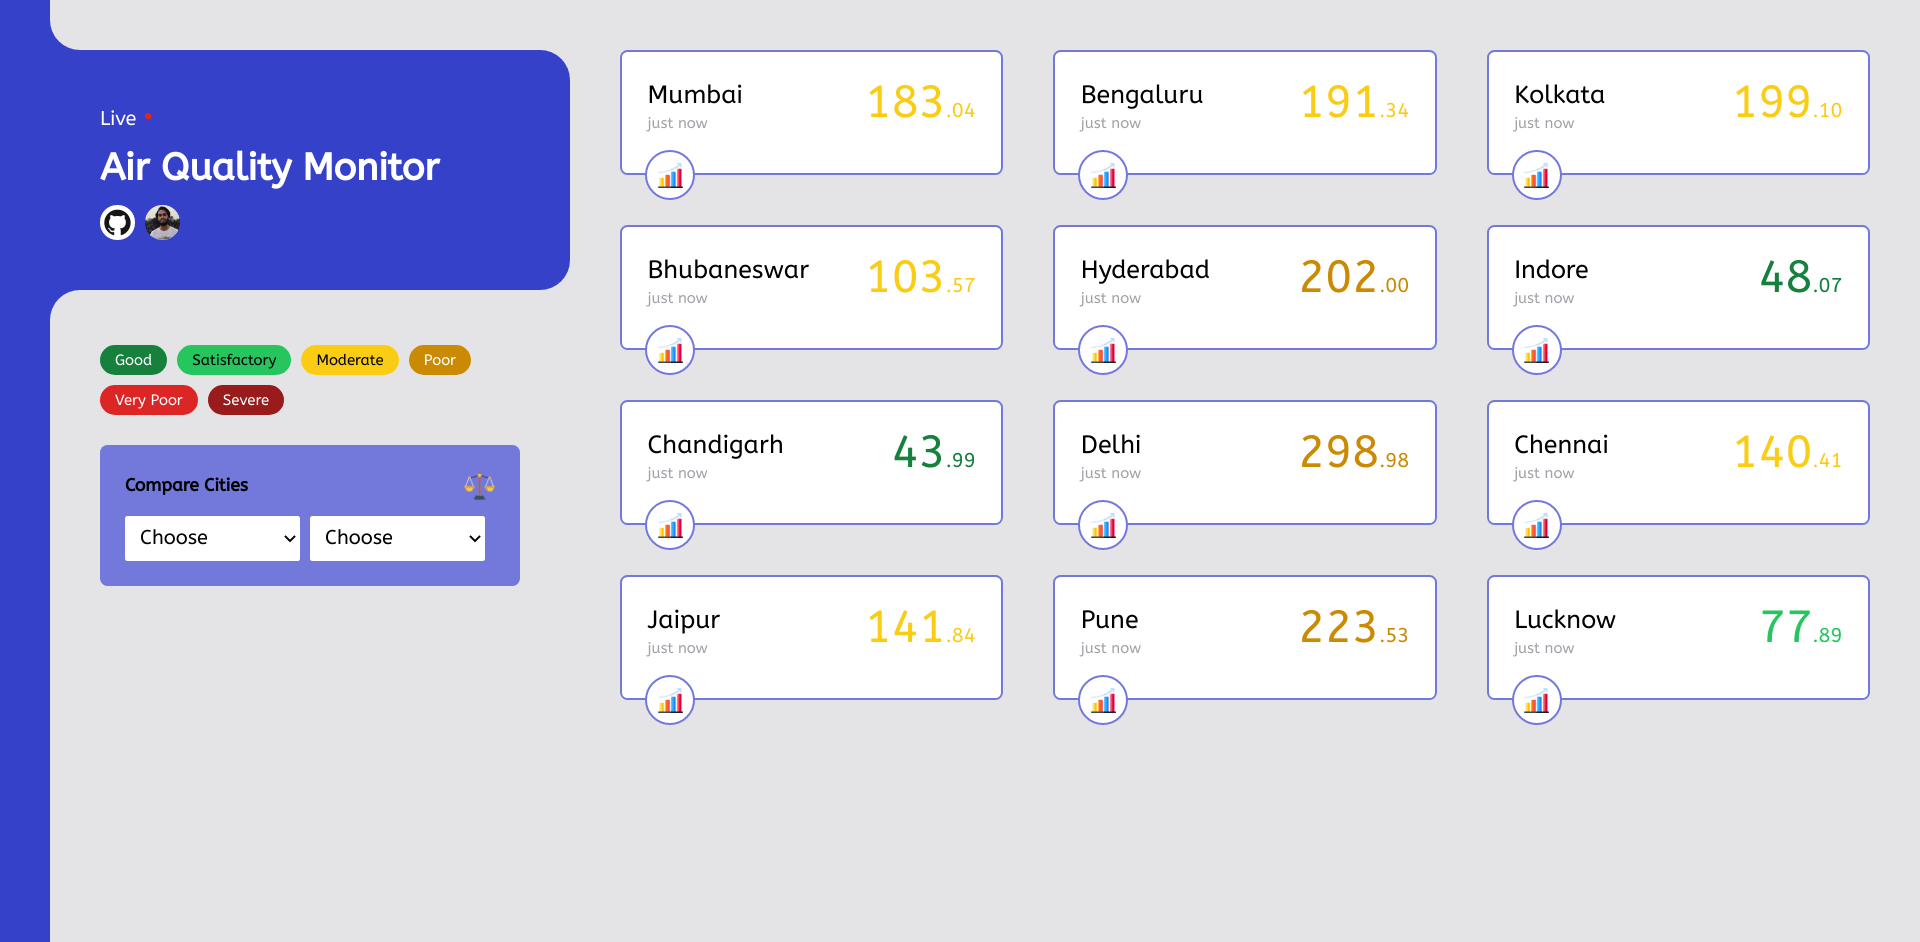 Live
Air Quality Monitor
Good Satisfactory Moderate Poor
Very Poor Severe
Compare Cities
Choose Choose
Mumbai 183.04
just now
Bengaluru 191.34
just now
Kolkata 199.10
just now
Bhubaneswar 103.57
just now
Hyderabad 202.00
just now
Indore 48.07
just now
Chandigarh 43.99
just now
Delhi 298.98
just now
Chennai 140.41
just now
Jaipur 141.84
just now
Pune 223.53
just now
Lucknow 77.89
just now